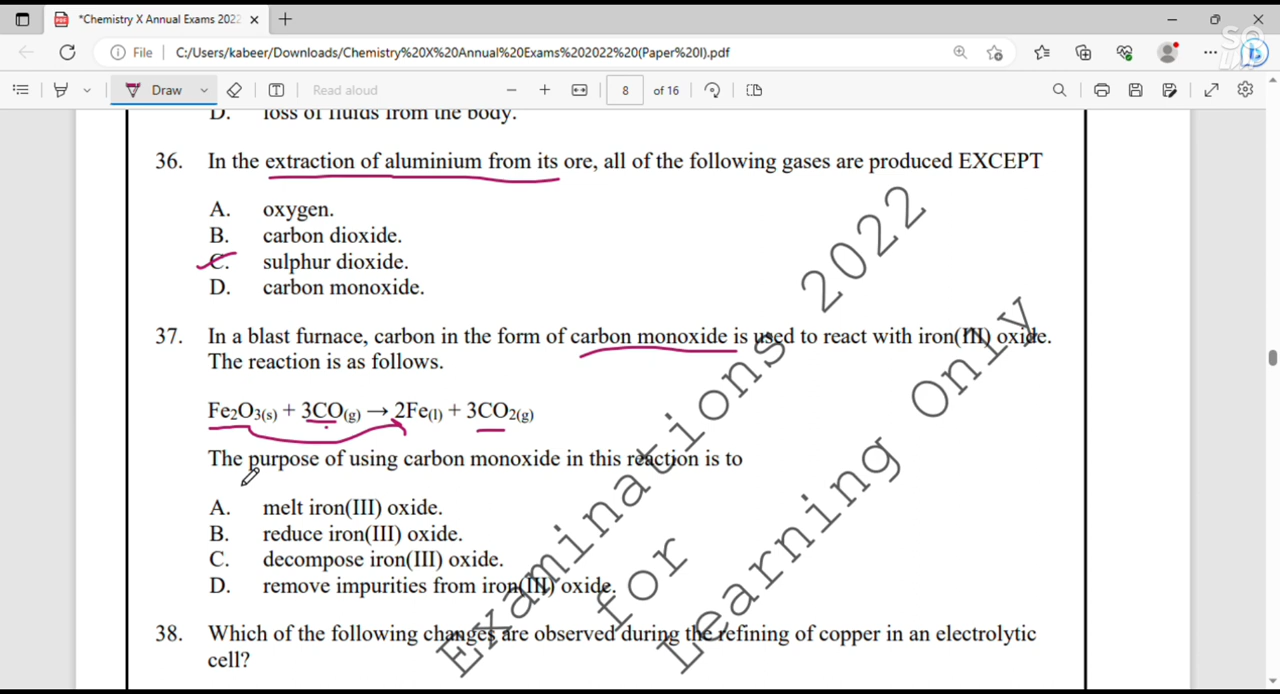 *Chemistry X Annual Exams 2022
File C:/Users/kabeer/Downloads/Chemistry%20X%20Annual%20Exams%202022%20(Paper%20I).pdf
Draw T Read aloud 8 of 16
D. loss of fluids from the body.
36. In the extraction of aluminium from its ore, all of the following gases are produced EXCEPT
A. oxygen.
B. carbon dioxide.
C. sulphur dioxide.
D. carbon monoxide.
37. In a blast furnace, carbon in the form of carbon monoxide is used to react with iron(III) oxide.
The reaction is as follows.
Fe2O3(s) + 3CO(g) → 2Fe(l) + 3CO2(g)
The purpose of using carbon monoxide in this reaction is to
A. melt iron(III) oxide.
B. reduce iron(III) oxide.
C. decompose iron(III) oxide.
D. remove impurities from iron(III) oxide.
38. Which of the following changes are observed during the refining of copper in an electrolytic
cell?
Examinations 2022
for
Learning Only